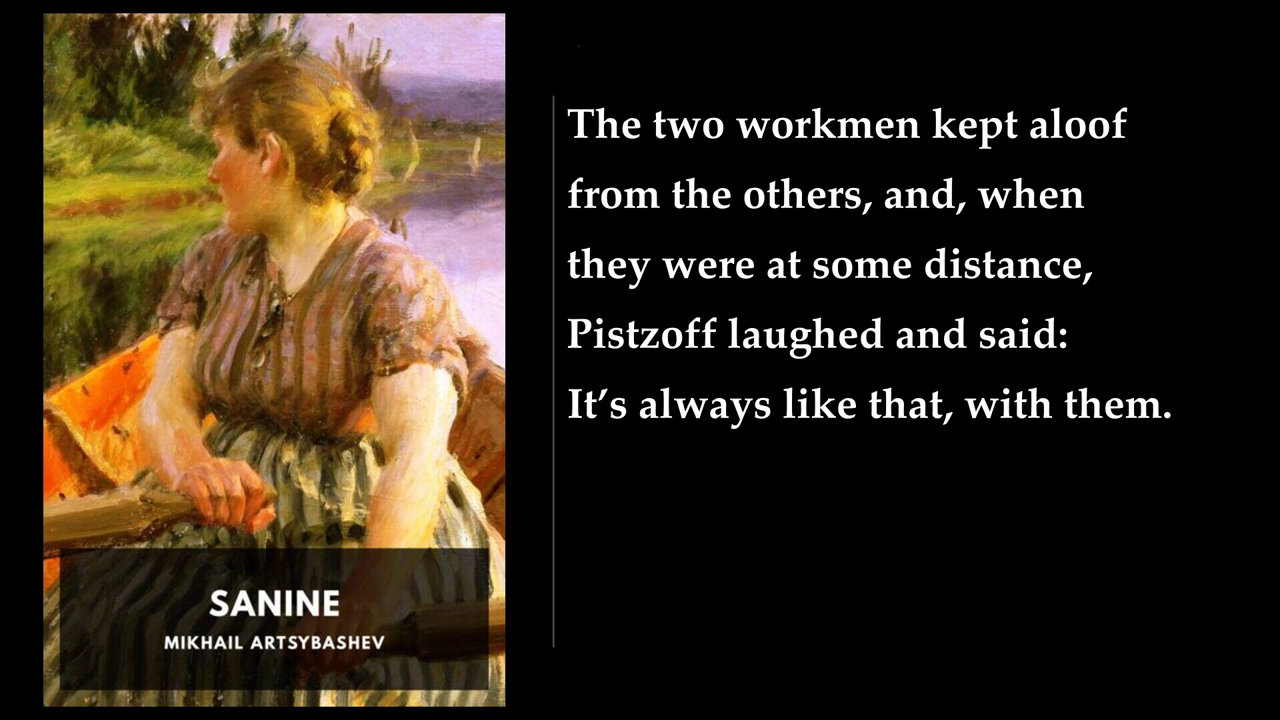 SANINE
MIKHAIL ARTSYBASHEV
The two workmen kept aloof
from the others, and, when
they were at some distance,
Pistzoff laughed and said:
It’s always like that, with them.